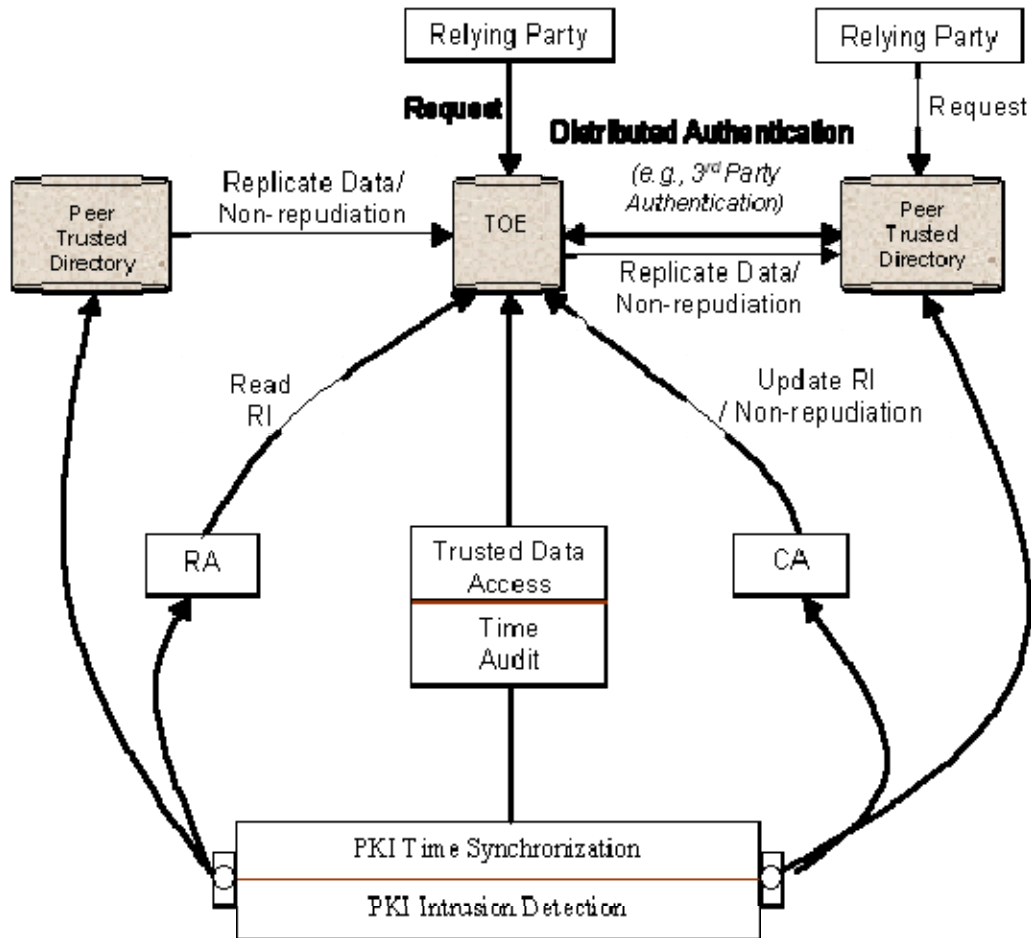 Relying Party
Relying Party
Request
Request
Distributed Authentication
(e.g., 3rd Party
Authentication)
Replicate Data/
Non-repudiation
Peer
Trusted
Directory
TOE
Peer
Trusted
Directory
Replicate Data/
Non-repudiation
Read
RI
Update RI
/ Non-repudiation
RA
Trusted Data
Access
Time
Audit
CA
PKI Time Synchronization
PKI Intrusion Detection